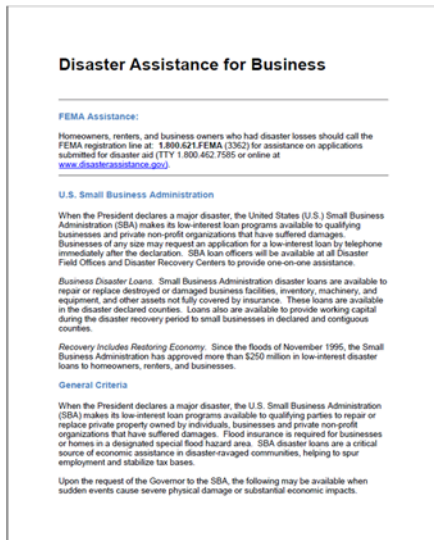 Disaster Assistance for Business
FEMA Assistance:
Homeowners, renters, and business owners who had disaster losses should call the
FEMA registration line at:  1.800.621.FEMA (3362) for assistance on applications
submitted for disaster aid (TTY 1.800.462.7585 or online at
www.disasterassistance.gov).
U.S. Small Business Administration
When the President declares a major disaster, the United States (U.S.) Small Business
Administration (SBA) makes its low-interest loan programs available to qualifying
businesses and private non-profit organizations that have suffered damages.
Businesses of any size may request an application for a low-interest loan by telephone
immediately after the declaration.  SBA loan officers will be available at all Disaster
Field Offices and Disaster Recovery Centers to provide one-on-one assistance.
Business Disaster Loans.  Small Business Administration disaster loans are available to
repair or replace destroyed or damaged business facilities, inventory, machinery, and
equipment, and other assets not fully covered by insurance.  These loans are available
in the disaster declared counties.  Loans also are available to provide working capital
during the disaster recovery period to small businesses in declared and contiguous
counties.
Recovery Includes Restoring Economy.  Since the floods of November 1995, the Small
Business Administration has approved more than $250 million in low-interest disaster
loans to homeowners, renters, and businesses.
General Criteria
When the President declares a major disaster, the U.S. Small Business Administration
(SBA) makes its low-interest loan programs available to qualifying parties to repair or
replace private property owned by individuals, businesses and private non-profit
organizations that have suffered damages.  Flood insurance is required for businesses
or homes in a designated special flood hazard area.  SBA disaster loans are a critical
source of economic assistance in disaster-ravaged communities, helping to spur
employment and stabilize tax bases.
Upon the request of the Governor to the SBA, the following may be available when
sudden events cause severe physical damage or substantial economic impacts.